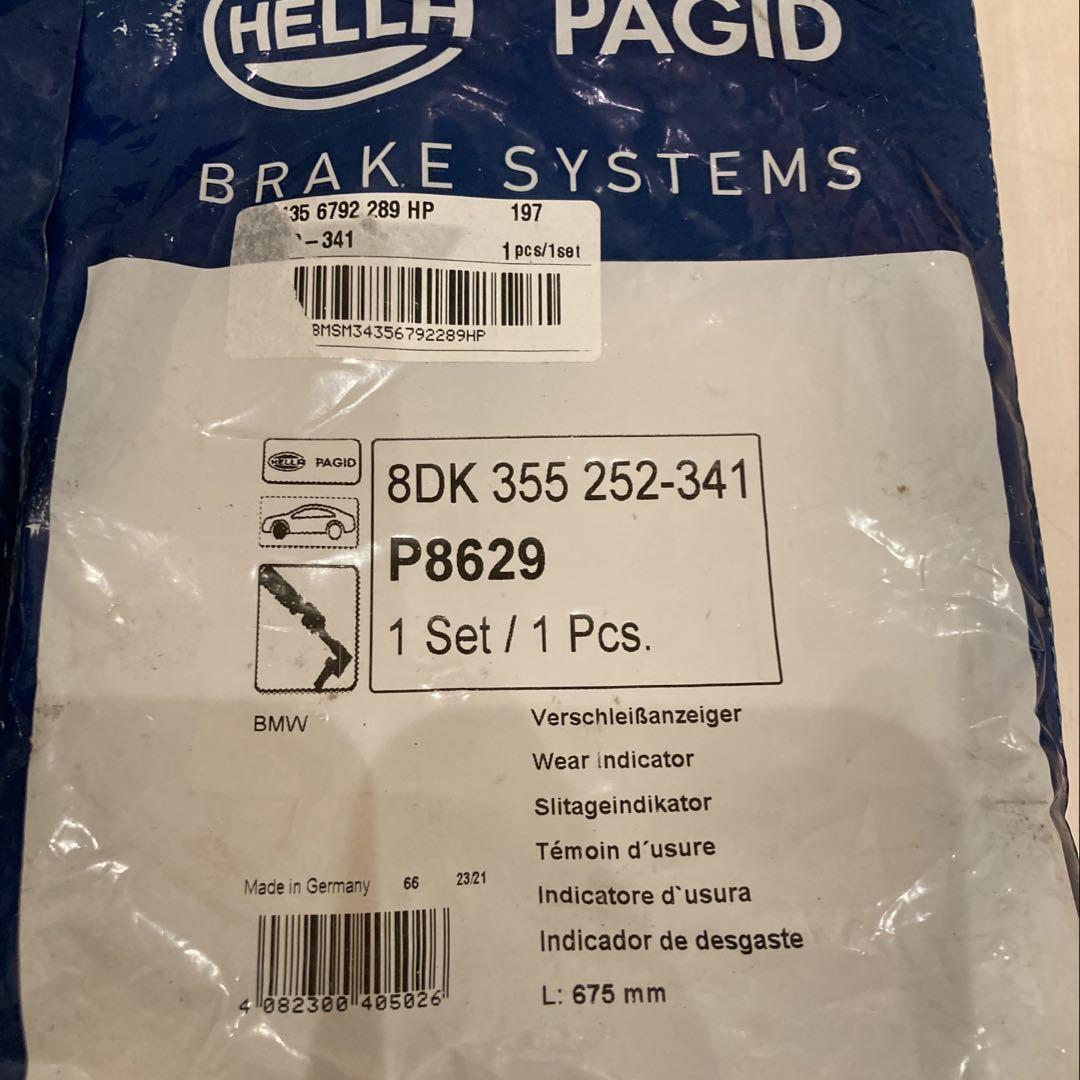 HELLA PAGID
BRAKE SYSTEMS
35 6792 289 HP 197
-341
1 pcs/1set
BMSM34356792289HP
HELLA PAGID
8DK 355 252-341
P8629
1 Set / 1 Pcs.
BMW
Verschleißanzeiger
Wear Indicator
Slitageindikator
Témoin d´usure
Indicatore d`usura
Indicador de desgaste
L: 675 mm
Made in Germany 66 23/21
4 082300 405026